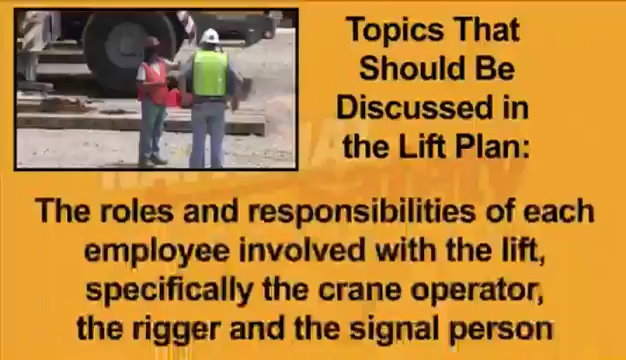 Topics That
Should Be
Discussed in
the Lift Plan:
The roles and responsibilities of each
employee involved with the lift,
specifically the crane operator,
the rigger and the signal person